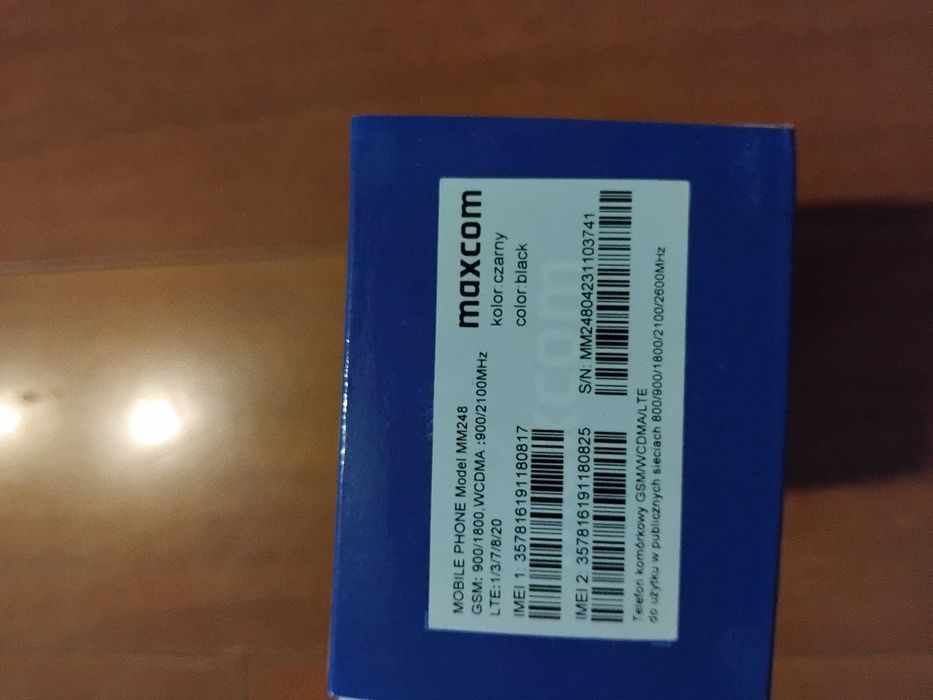 maxcom
kolor:czarny
color:black
MOBILE PHONE Model MM248
GSM: 900/1800,WCDMA :900/2100MHz
LTE:1/3/7/8/20
IMEI 1: 357816191180817
IMEI 2: 357816191180825
S/N: MM24804231103741
Telefon komórkowy GSM/WCDMA/LTE
do użytku w publicznych sieciach 800/900/1800/2100/2600MHz